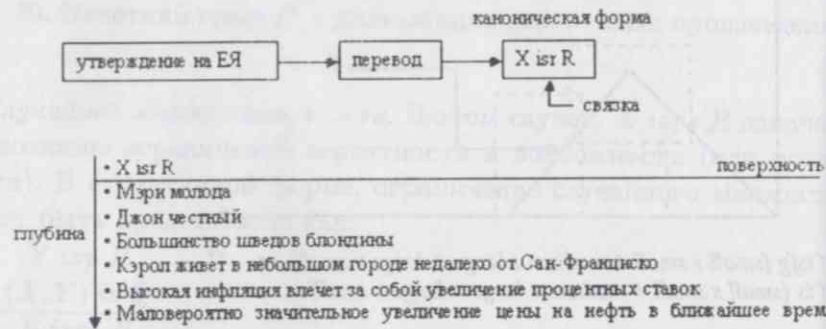 каноническая форма
утверждение на ЕЯ
перевод
X isr R
связка
• X isr R
поверхность
• Мэри молода
• Джон честный
глубина
• Большинство шведов блондины
• Кэрол живёт в небольшом городе недалеко от Сан-Франциско
• Высокая инфляция влечет за собой увеличение процентных ставок
• Маловероятно значительное увеличение цены на нефть в ближайшее врем